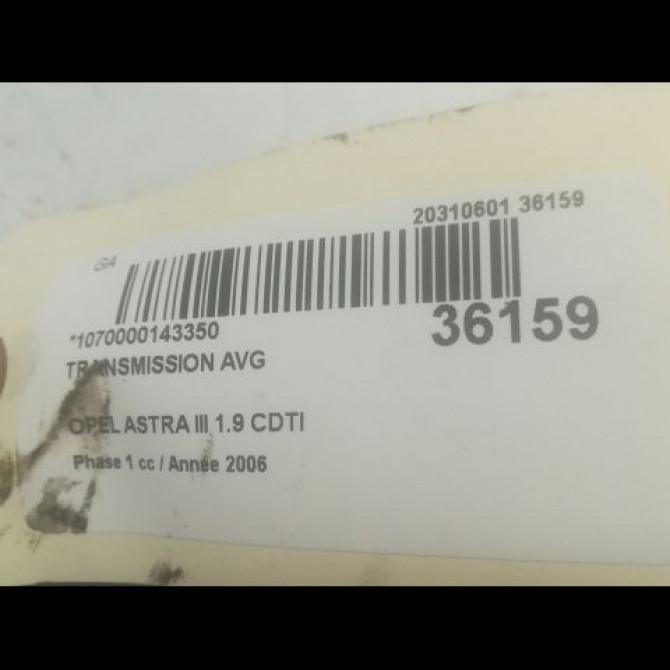 20310601 36159
GA
*1070000143350
36159
TRANSMISSION AVG
OPEL ASTRA III 1.9 CDTI
Phase 1 cc / Année 2006